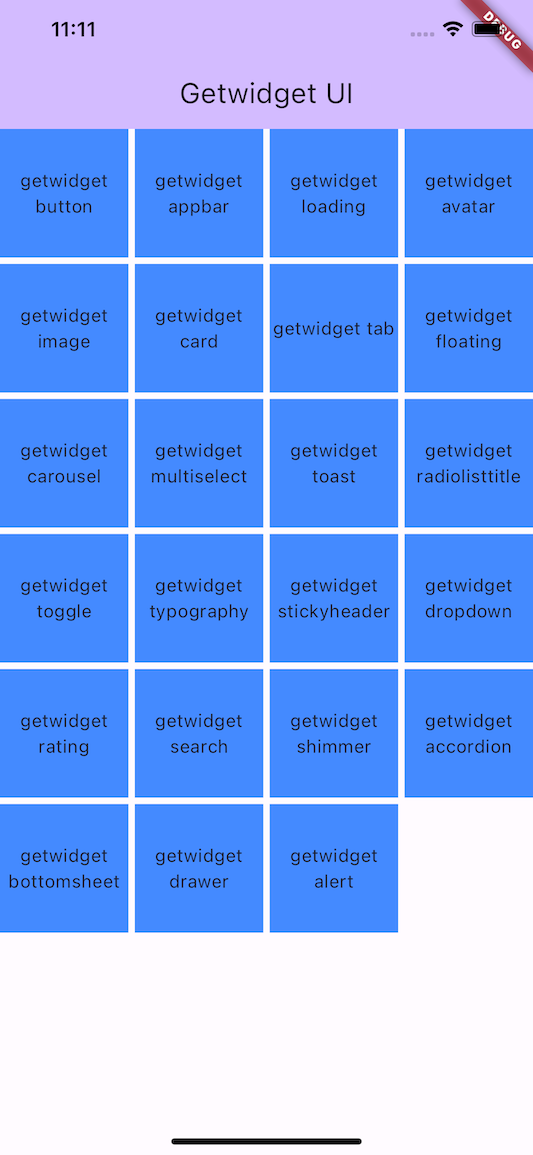 11:11
DEBUG
Getwidget UI
getwidget
button
getwidget
appbar
getwidget
loading
getwidget
avatar
getwidget
image
getwidget
card
getwidget tab
getwidget
floating
getwidget
carousel
getwidget
multiselect
getwidget
toast
getwidget
radiolisttitle
getwidget
toggle
getwidget
typography
getwidget
stickyheader
getwidget
dropdown
getwidget
rating
getwidget
search
getwidget
shimmer
getwidget
accordion
getwidget
bottomsheet
getwidget
drawer
getwidget
alert